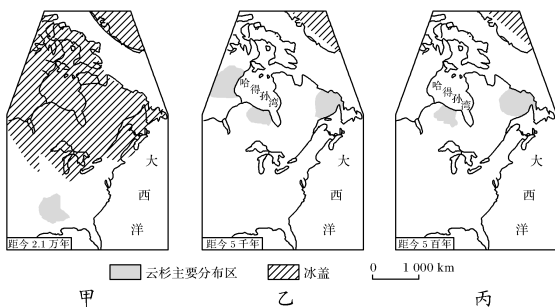 大
西
洋
距今2.1万年
哈得孙湾
大
西
洋
距今5千年
哈得孙湾
大
西
洋
距今5百年
云杉主要分布区
冰盖
0 1 000 km
甲
乙
丙